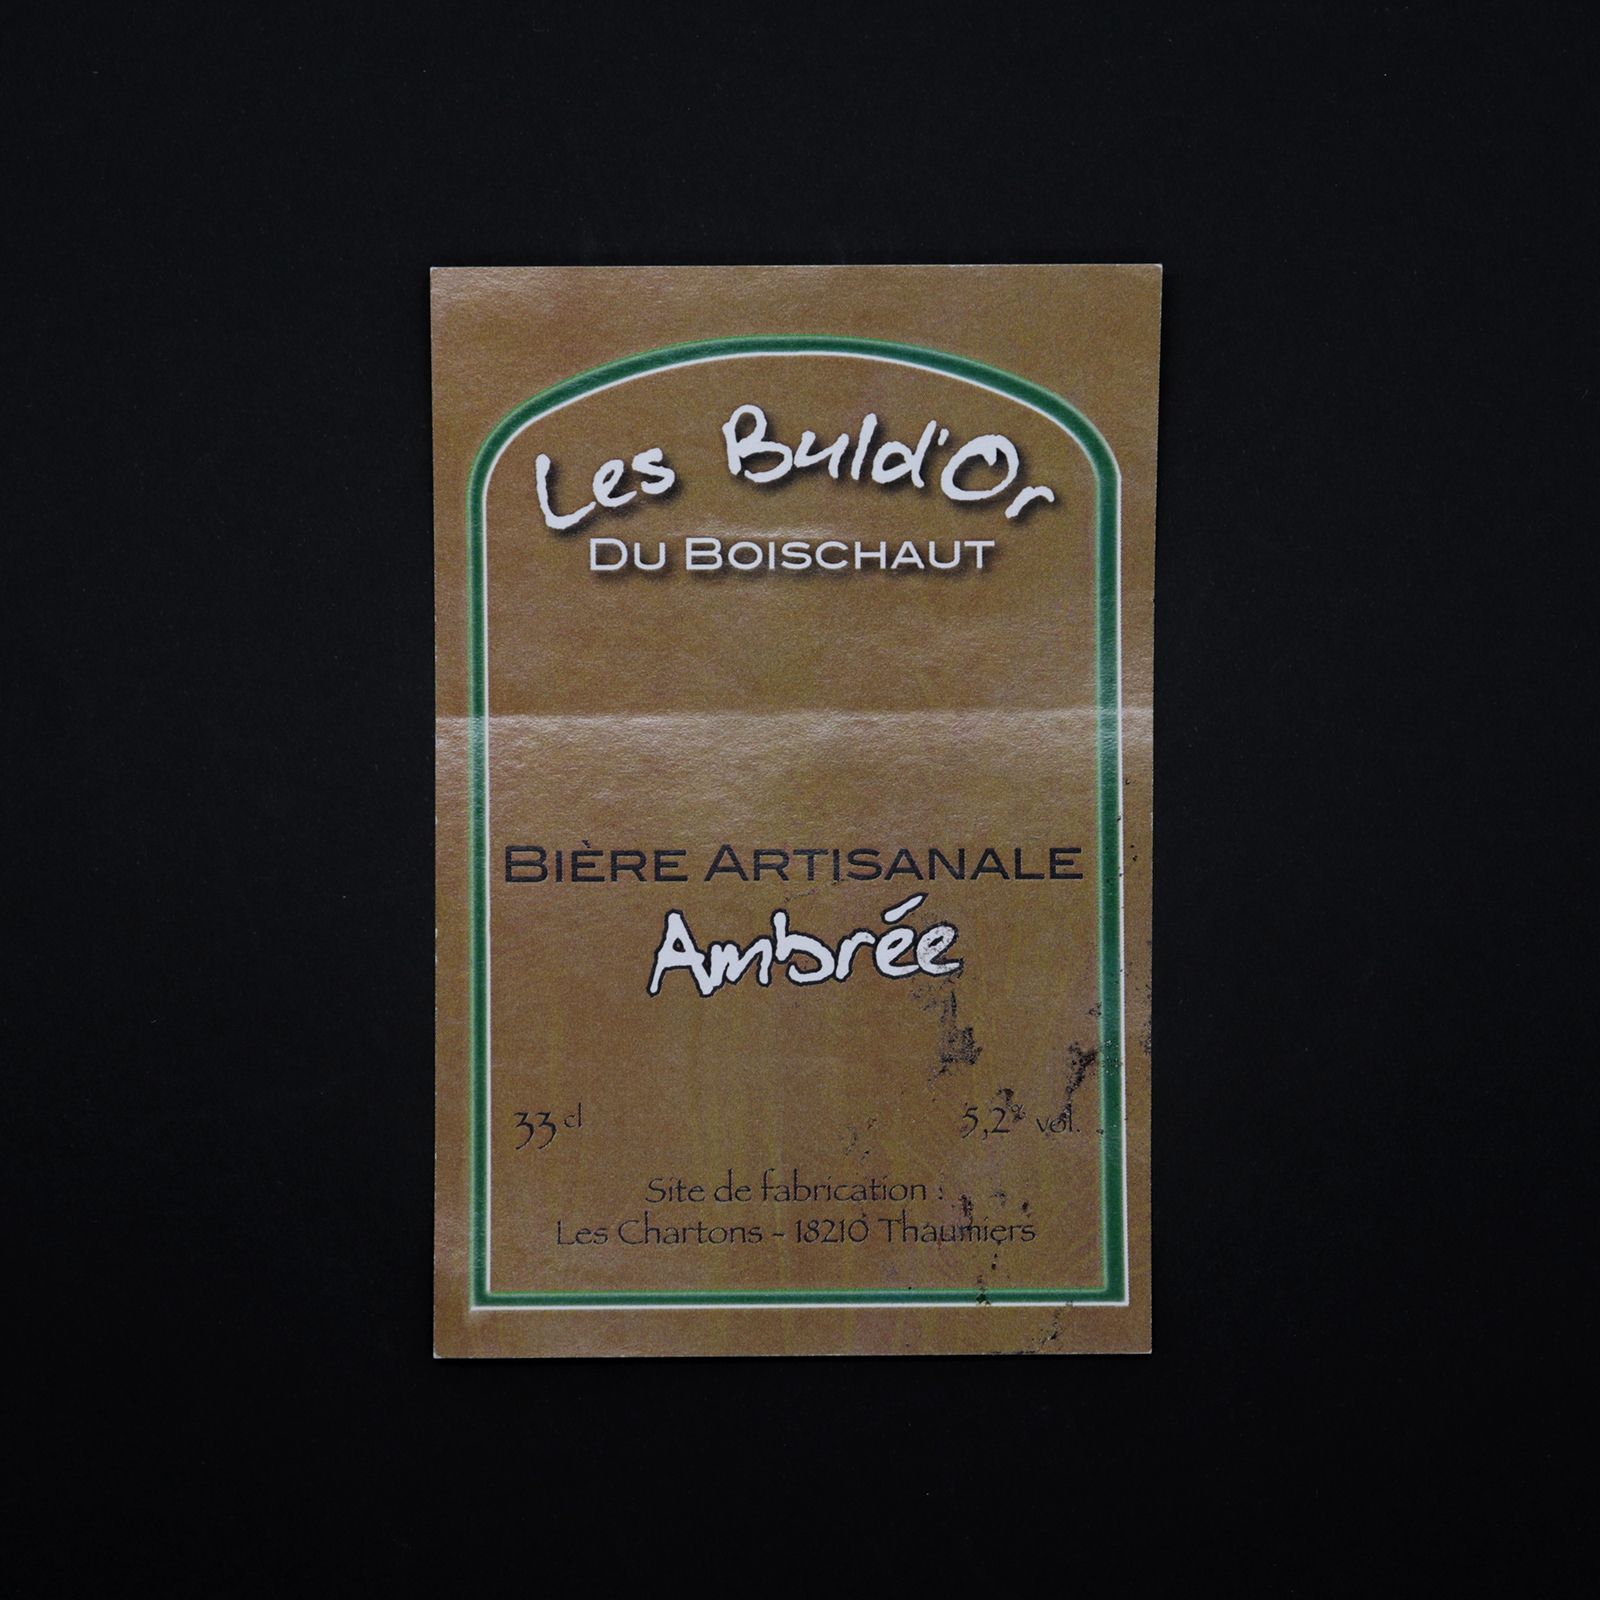 Les Buld'Or
Du Boischaut
Bière Artisanale
Ambrée
33 cl
5,2% vol.
Site de fabrication :
Les Chartons - 18210 Thaumiers